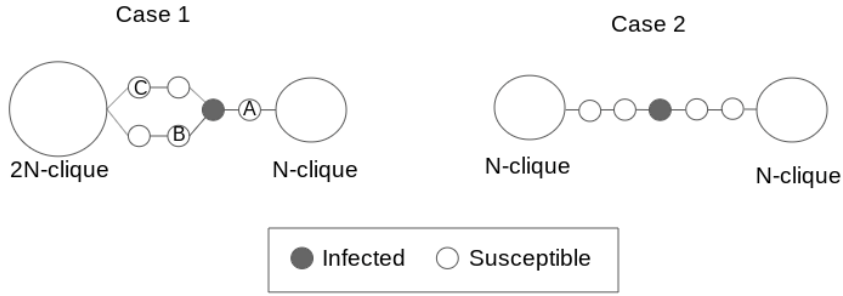 Case 1
Case 2
C
A
B
2N-clique
N-clique
N-clique
N-clique
Infected
Susceptible